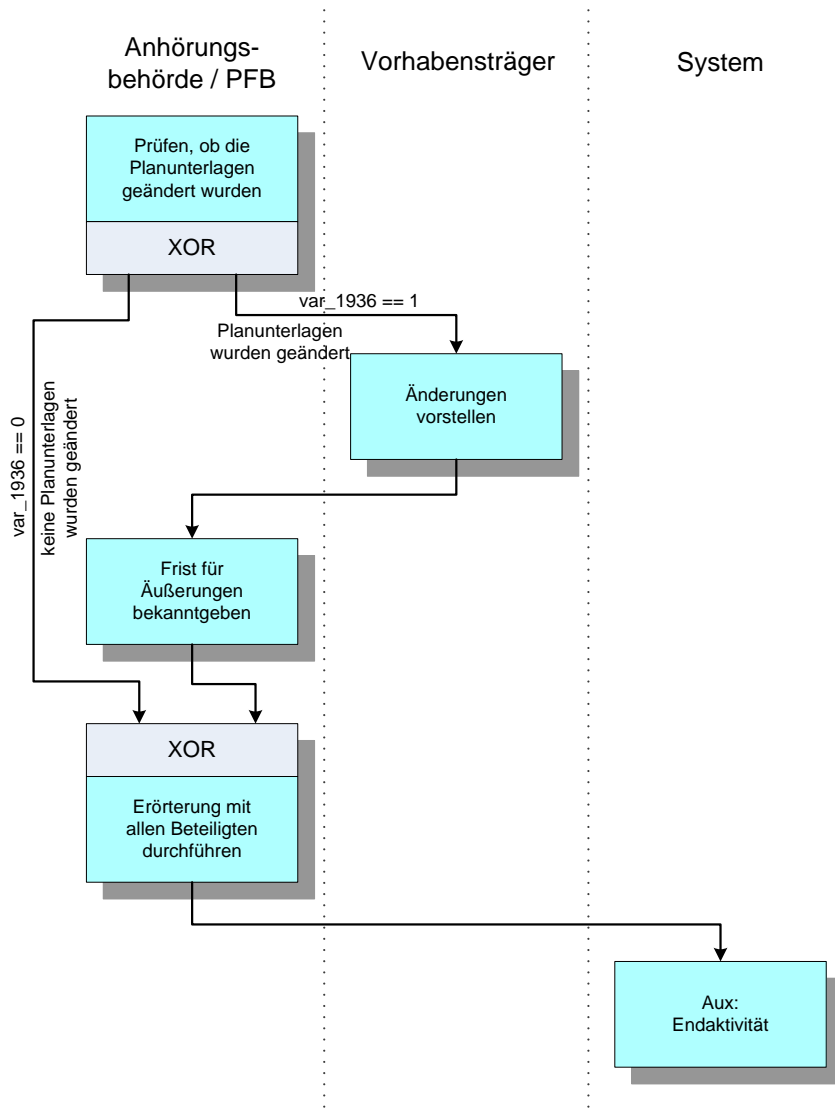 Anhörungs-
behörde / PFB
Vorhabensträger
System
Prüfen, ob die
Planunterlagen
geändert wurden
XOR
var_1936 == 1
Planunterlagen
wurden geändert
Änderungen
vorstellen
var_1936 == 0
keine Planunterlagen
wurden geändert
Frist für
Äußerungen
bekanntgeben
XOR
Erörterung mit
allen Beteiligten
durchführen
Aux:
Endaktivität